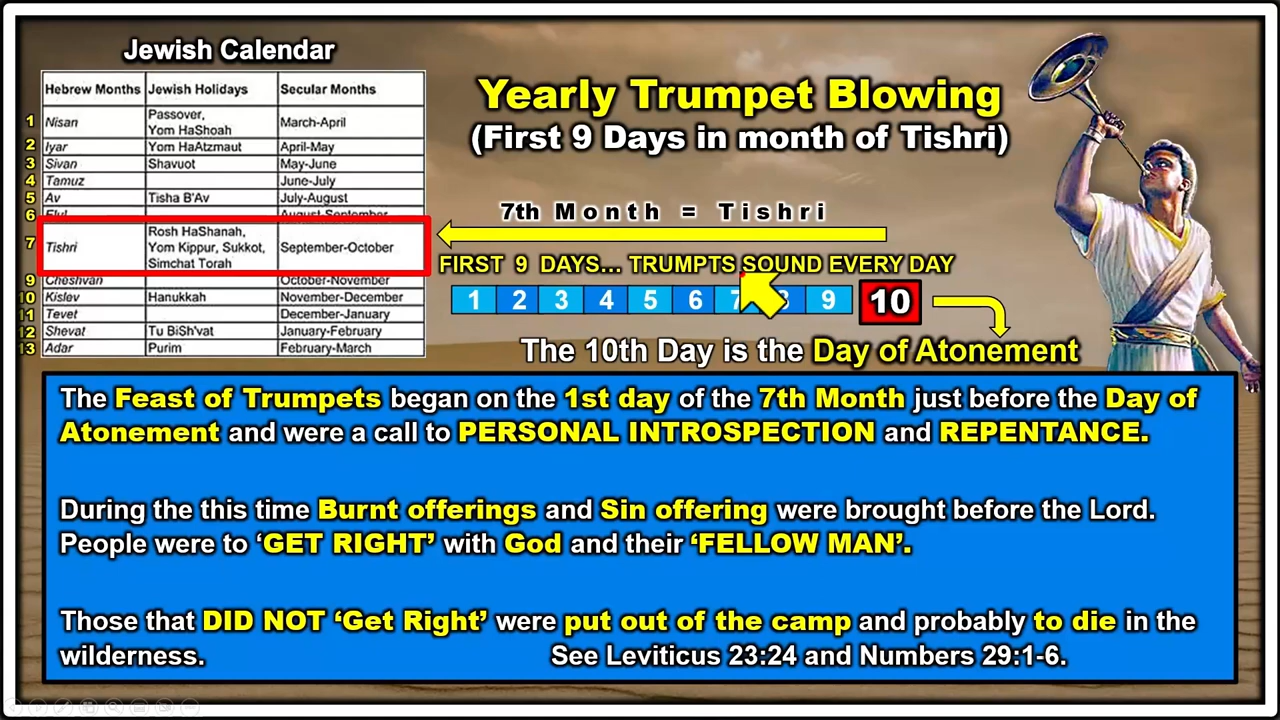 Jewish Calendar
Hebrew Months Jewish Holidays Secular Months
1 Nisan Passover, Yom HaShoah March-April
2 Iyar Yom HaAtzmaut April-May
3 Sivan Shavuot May-June
4 Tamuz June-July
5 Av Tisha B'Av July-August
6 Elul August-September
7 Tishri Rosh HaShanah, Yom Kippur, Sukkot, Simchat Torah September-October
9 Cheshvan October-November
10 Kislev Hanukkah November-December
11 Tevet December-January
12 Shevat Tu BiSh'vat January-February
13 Adar Purim February-March
Yearly Trumpet Blowing
(First 9 Days in month of Tishri)
7th Month = Tishri
FIRST 9 DAYS... TRUMPTS SOUND EVERY DAY
1 2 3 4 5 6 7 8 9 10
The 10th Day is the Day of Atonement
The Feast of Trumpets began on the 1st day of the 7th Month just before the Day of
Atonement and were a call to PERSONAL INTROSPECTION and REPENTANCE.
During the this time Burnt offerings and Sin offering were brought before the Lord.
People were to ‘GET RIGHT’ with God and their ‘FELLOW MAN’.
Those that DID NOT ‘Get Right’ were put out of the camp and probably to die in the
wilderness. See Leviticus 23:24 and Numbers 29:1-6.